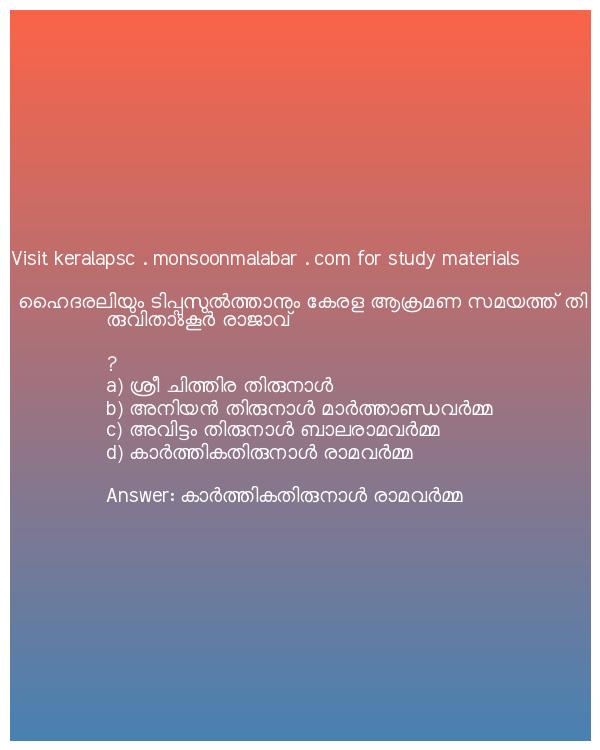 Visit keralapsc . monsoonmalabar . com for study materials
ഹൈദരലിയും ടിപ്പുസുൽത്താനും കേരള ആക്രമണ സമയത്ത് തി
രുവിതാംകൂർ രാജാവ്
?
a) ശ്രീ ചിത്തിര തിരുനാൾ
b) അനിയൻ തിരുനാൾ മാർത്താണ്ഡവർമ്മ
c) അവിട്ടം തിരുനാൾ ബാലരാമവർമ്മ
d) കാർത്തികതിരുനാൾ രാമവർമ്മ
Answer: കാർത്തികതിരുനാൾ രാമവർമ്മ